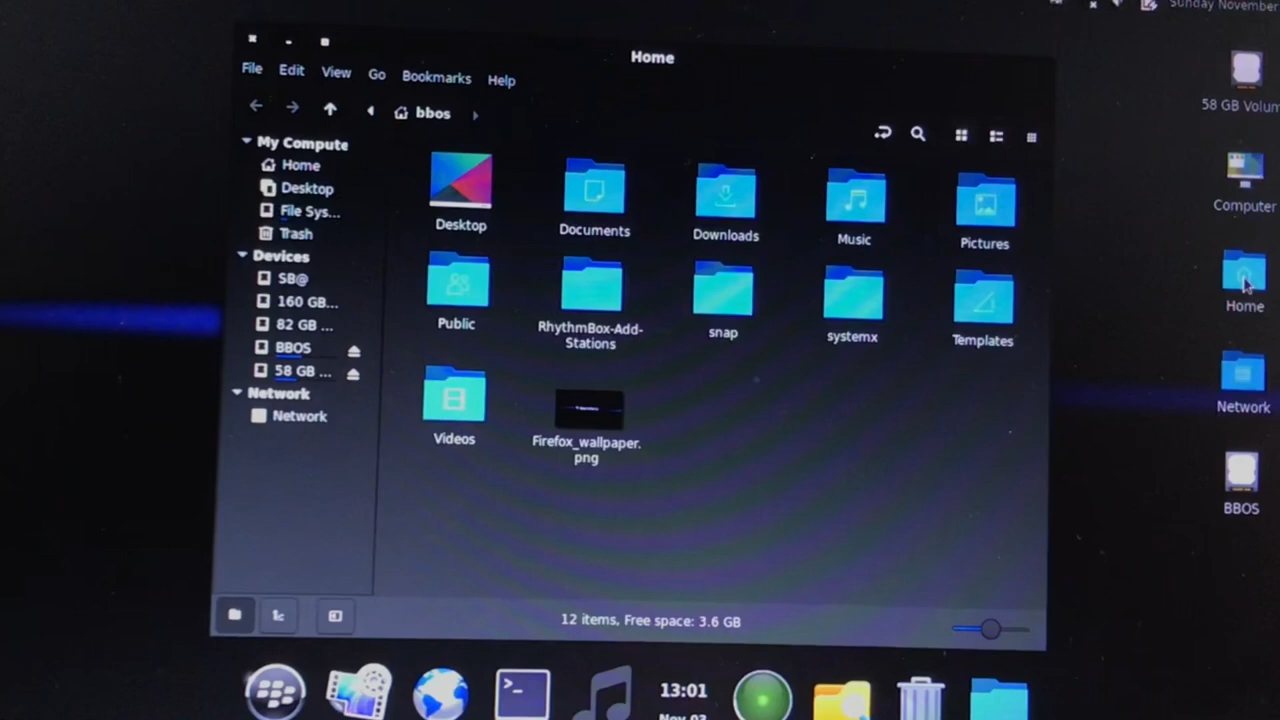 Sunday November
Home
File Edit View Go Bookmarks Help
bbos
My Compute
Home
Desktop
File Sys...
Trash
Devices
SB@
160 GB...
82 GB ...
BBOS
58 GB ...
Network
Network
Desktop
Documents
Downloads
Music
Pictures
Public
RhythmBox-Add-
Stations
snap
systemx
Templates
Videos
Firefox_wallpaper.
png
12 items, Free space: 3.6 GB
58 GB Volum
Computer
Home
Network
BBOS
>_
13:01
Nov 03